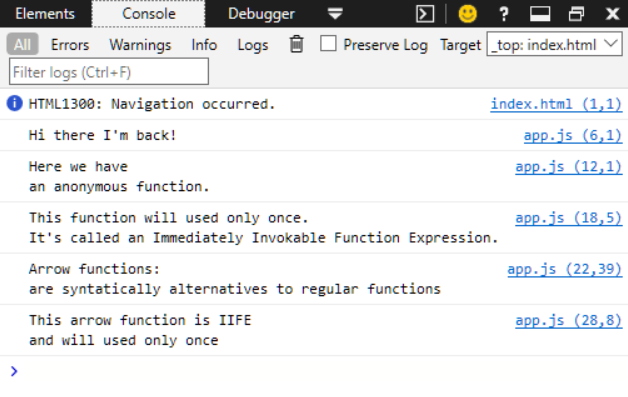 Elements Console Debugger ?
All Errors Warnings Info Logs Preserve Log Target _top: index.html
Filter logs (Ctrl+F)
HTML1300: Navigation occurred. index.html (1,1)
Hi there I'm back! app.js (6,1)
Here we have app.js (12,1)
an anonymous function.
This function will used only once. app.js (18,5)
It's called an Immediately Invokable Function Expression.
Arrow functions: app.js (22,39)
are syntatically alternatives to regular functions
This arrow function is IIFE app.js (28,8)
and will used only once